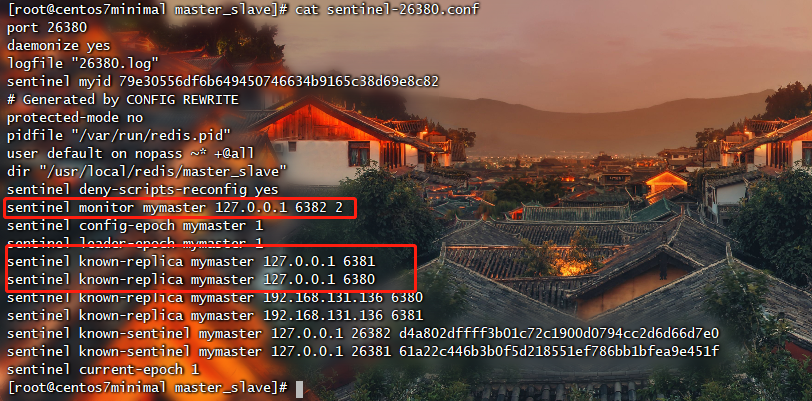 [root@centos7minimal master_slave]# cat sentinel-26380.conf
port 26380
daemonize yes
logfile "26380.log"
sentinel myid 79e30556df6b649450746634b9165c38d69e8c82
# Generated by CONFIG REWRITE
protected-mode no
pidfile "/var/run/redis.pid"
user default on nopass ~* +@all
dir "/usr/local/redis/master_slave"
sentinel deny-scripts-reconfig yes
sentinel monitor mymaster 127.0.0.1 6382 2
sentinel config-epoch mymaster 1
sentinel leader-epoch mymaster 1
sentinel known-replica mymaster 127.0.0.1 6381
sentinel known-replica mymaster 127.0.0.1 6380
sentinel known-replica mymaster 192.168.131.136 6380
sentinel known-replica mymaster 192.168.131.136 6381
sentinel known-sentinel mymaster 127.0.0.1 26382 d4a802dffff3b01c72c1900d0794cc2d6d66d7e0
sentinel known-sentinel mymaster 127.0.0.1 26381 61a22c446b3b0f5d218551ef786bb1bfea9e451f
sentinel current-epoch 1
[root@centos7minimal master_slave]#